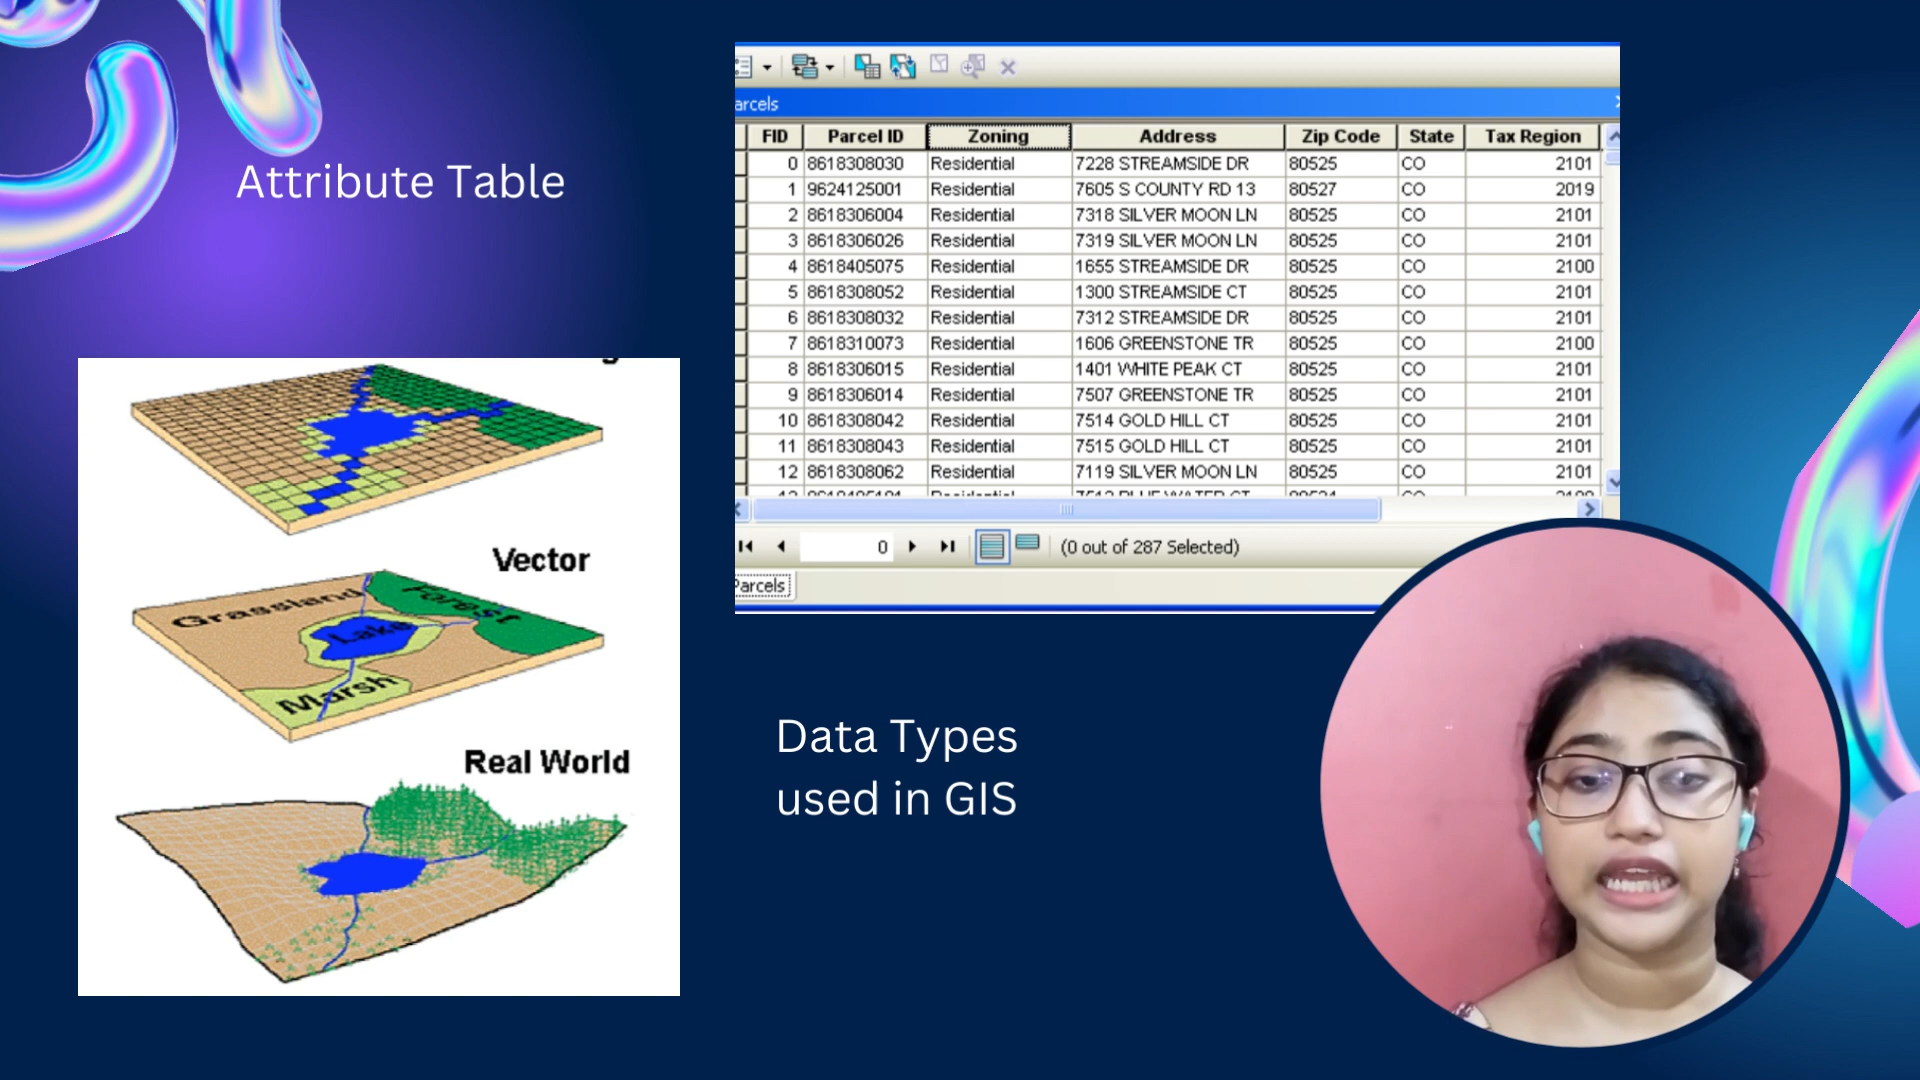 Attribute Table
arcels
FID Parcel ID Zoning Address Zip Code State Tax Region
0 8618308030 Residential 7228 STREAMSIDE DR 80525 CO 2101
1 9624125001 Residential 7605 S COUNTY RD 13 80527 CO 2019
2 8618306004 Residential 7318 SILVER MOON LN 80525 CO 2101
3 8618306026 Residential 7319 SILVER MOON LN 80525 CO 2101
4 8618405075 Residential 1655 STREAMSIDE DR 80525 CO 2100
5 8618308052 Residential 1300 STREAMSIDE CT 80525 CO 2101
6 8618308032 Residential 7312 STREAMSIDE DR 80525 CO 2101
7 8618310073 Residential 1606 GREENSTONE TR 80525 CO 2100
8 8618306015 Residential 1401 WHITE PEAK CT 80525 CO 2101
9 8618306014 Residential 7507 GREENSTONE TR 80525 CO 2101
10 8618308042 Residential 7514 GOLD HILL CT 80525 CO 2101
11 8618308043 Residential 7515 GOLD HILL CT 80525 CO 2101
12 8618308062 Residential 7119 SILVER MOON LN 80525 CO 2101
0 (0 out of 287 Selected)
Parcels
Vector
Grassland Forest
Lake
Marsh
Real World
Data Types
used in GIS